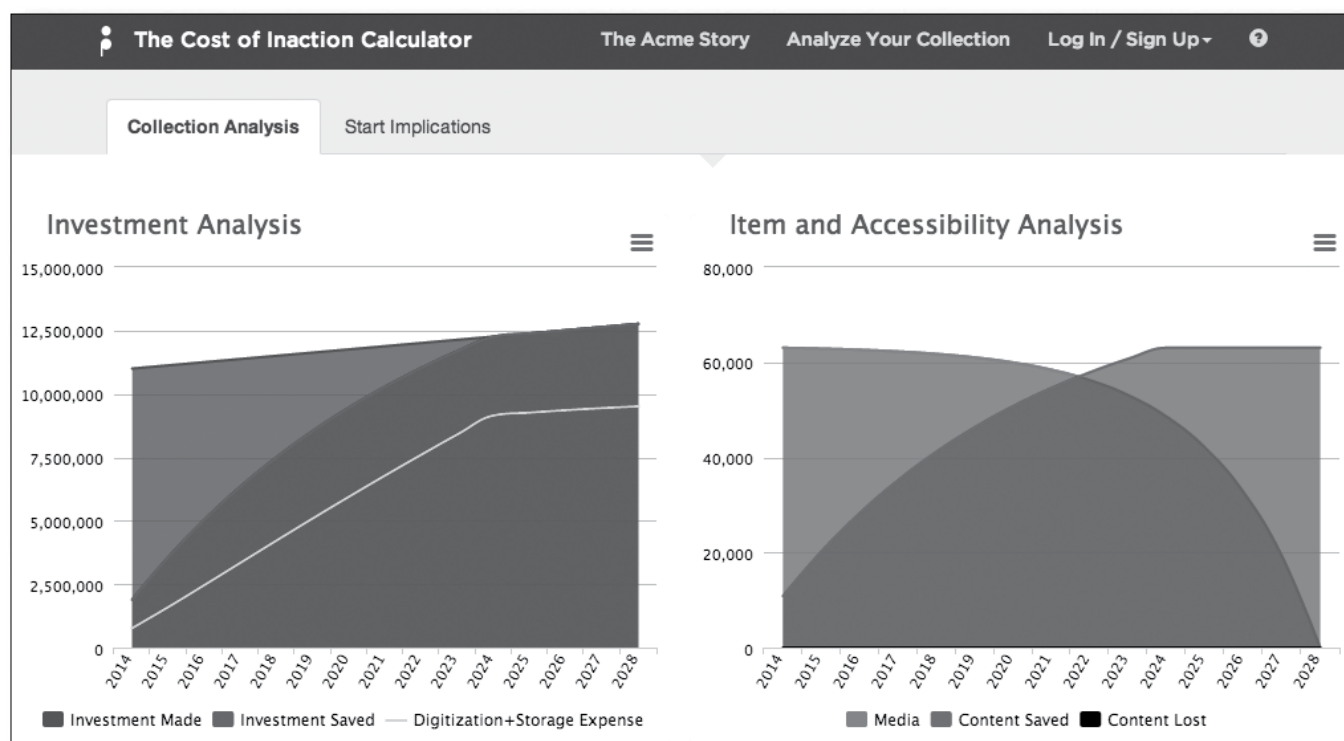 The Cost of Inaction Calculator The Acme Story Analyze Your Collection Log In / Sign Up ?
Collection Analysis Start Implications
Investment Analysis
15,000,000
12,500,000
10,000,000
7,500,000
5,000,000
2,500,000
0
2014 2015 2016 2017 2018 2019 2020 2021 2022 2023 2024 2025 2026 2027 2028
Investment Made Investment Saved Digitization+Storage Expense
Item and Accessibility Analysis
80,000
60,000
40,000
20,000
0
2014 2015 2016 2017 2018 2019 2020 2021 2022 2023 2024 2025 2026 2027 2028
Media Content Saved Content Lost